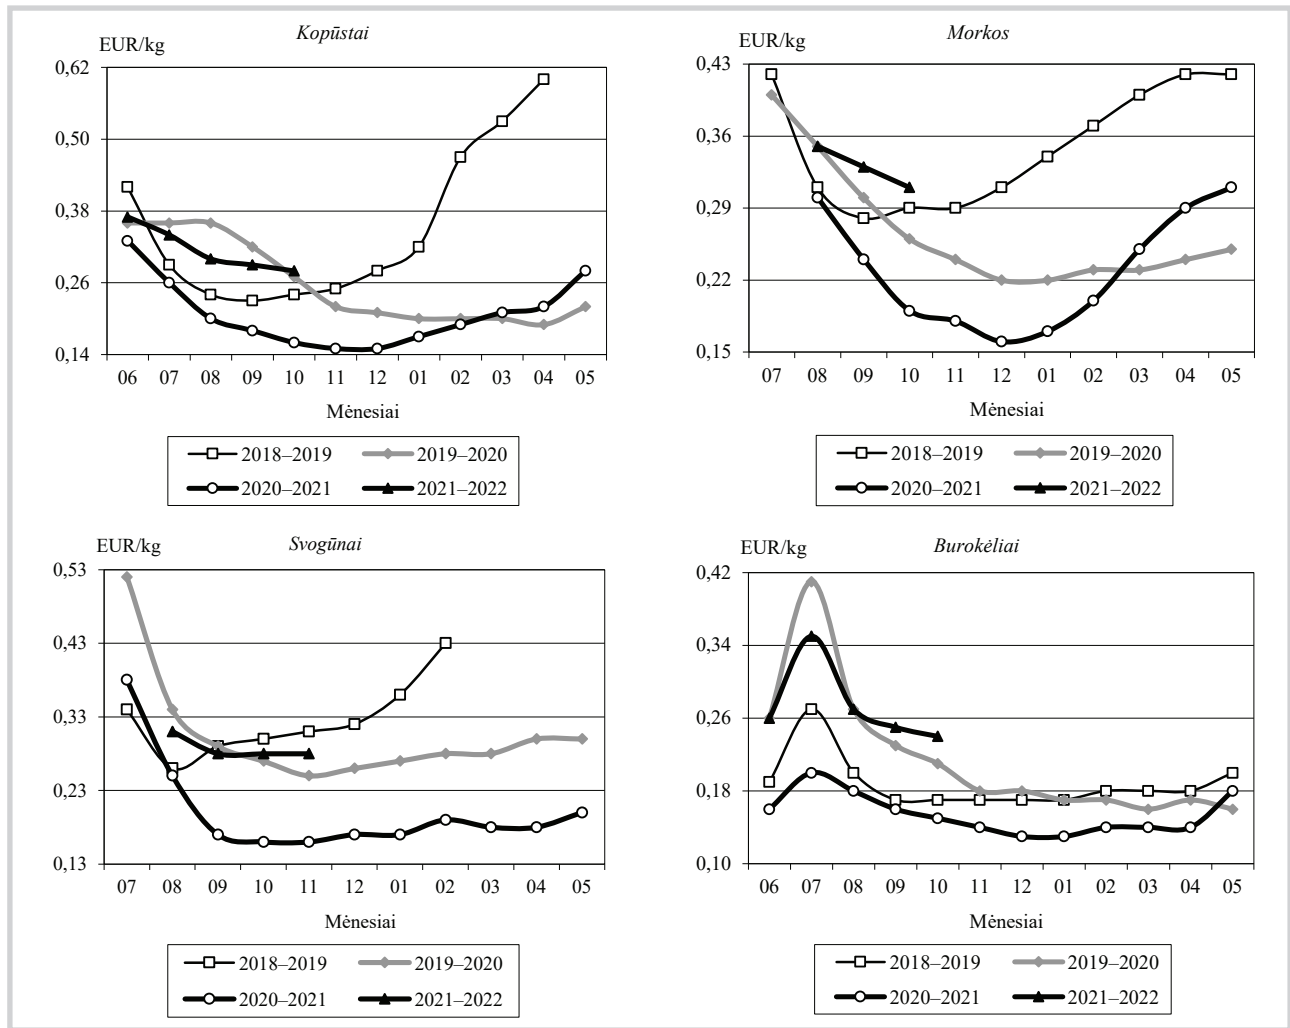 Kopūstai
EUR/kg
0,62
0,50
0,38
0,26
0,14
06 07 08 09 10 11 12 01 02 03 04 05
Mėnesiai
2018–2019 2019–2020
2020–2021 2021–2022
Morkos
EUR/kg
0,43
0,36
0,29
0,22
0,15
07 08 09 10 11 12 01 02 03 04 05
Mėnesiai
2018–2019 2019–2020
2020–2021 2021–2022
Svogūnai
EUR/kg
0,53
0,43
0,33
0,23
0,13
07 08 09 10 11 12 01 02 03 04 05
Mėnesiai
2018–2019 2019–2020
2020–2021 2021–2022
Burokėliai
EUR/kg
0,42
0,34
0,26
0,18
0,10
06 07 08 09 10 11 12 01 02 03 04 05
Mėnesiai
2018–2019 2019–2020
2020–2021 2021–2022